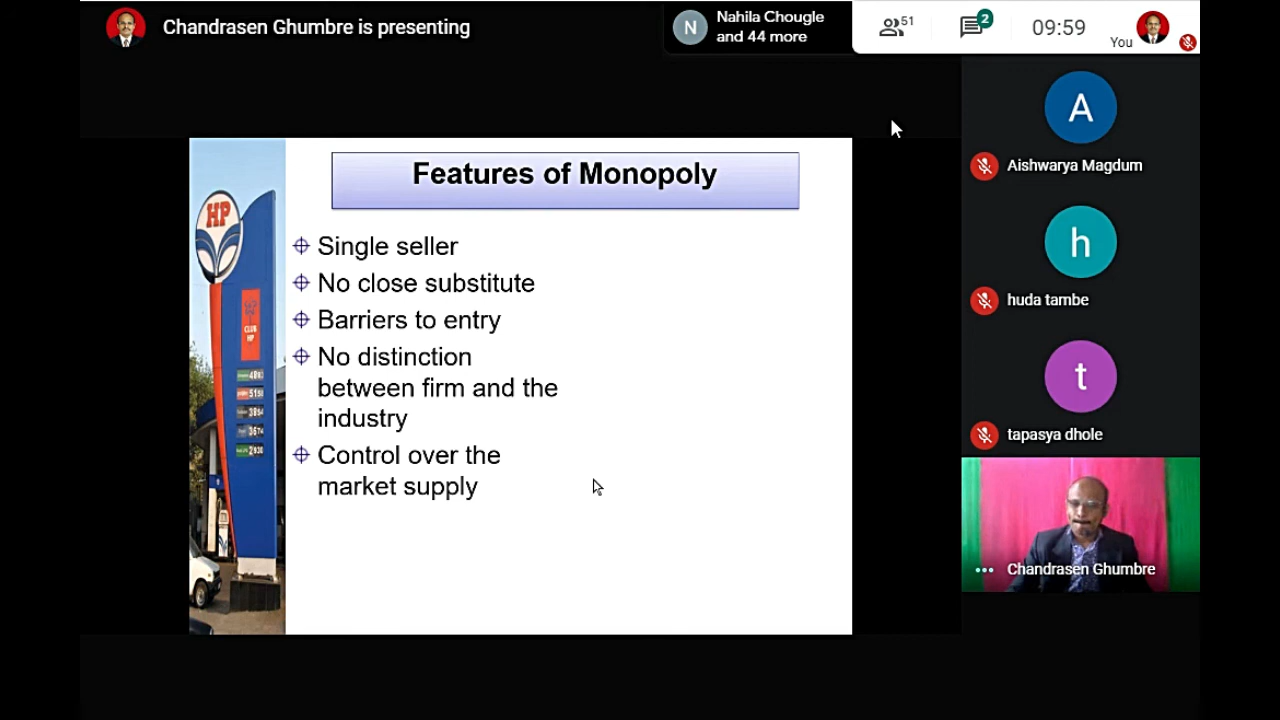 Chandrasen Ghumbre is presenting
N
Nahila Chougle
and 44 more
51
2
09:59
You
A
Aishwarya Magdum
h
huda tambe
t
tapasya dhole
Chandrasen Ghumbre
Features of Monopoly
Single seller
No close substitute
Barriers to entry
No distinction
between firm and the
industry
Control over the
market supply
HP
CLUB
HP